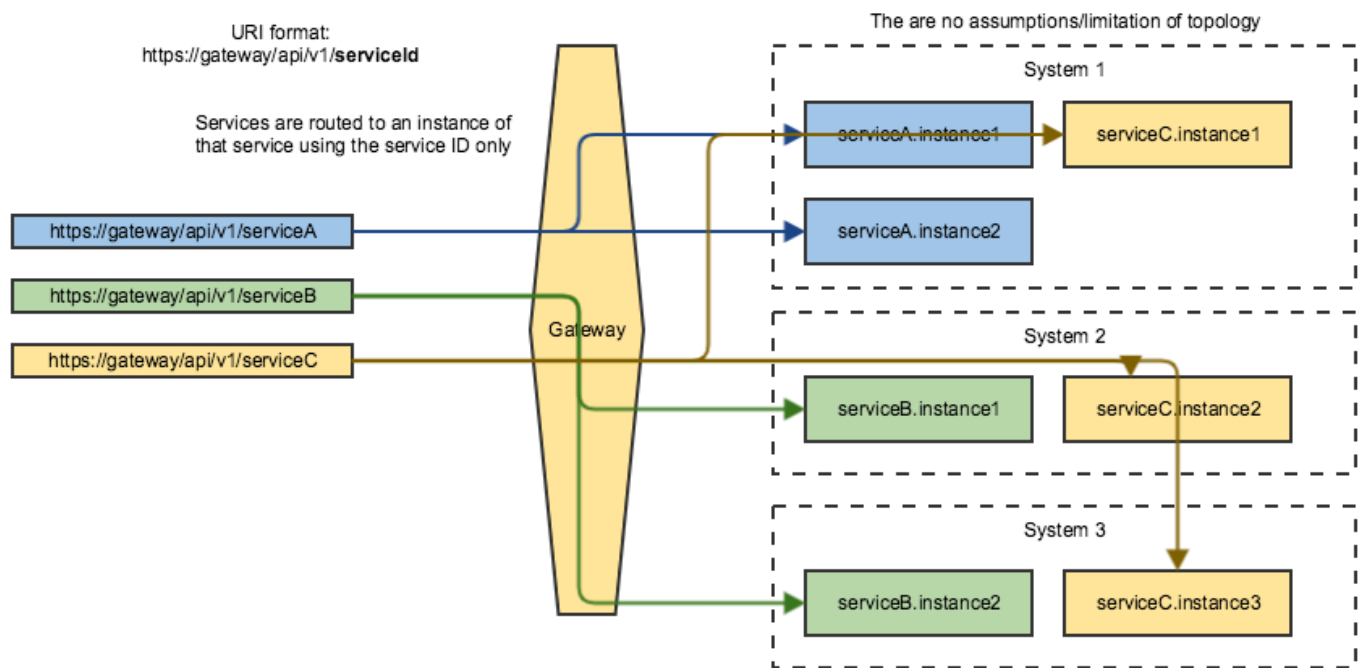 URI format:
https://gateway/api/v1/serviceId
The are no assumptions/limitation of topology
Services are routed to an instance of
that service using the service ID only
https://gateway/api/v1/serviceA
https://gateway/api/v1/serviceB
https://gateway/api/v1/serviceC
Gateway
System 1
serviceA.instance1
serviceC.instance1
serviceA.instance2
System 2
serviceB.instance1
serviceC.instance2
System 3
serviceB.instance2
serviceC.instance3